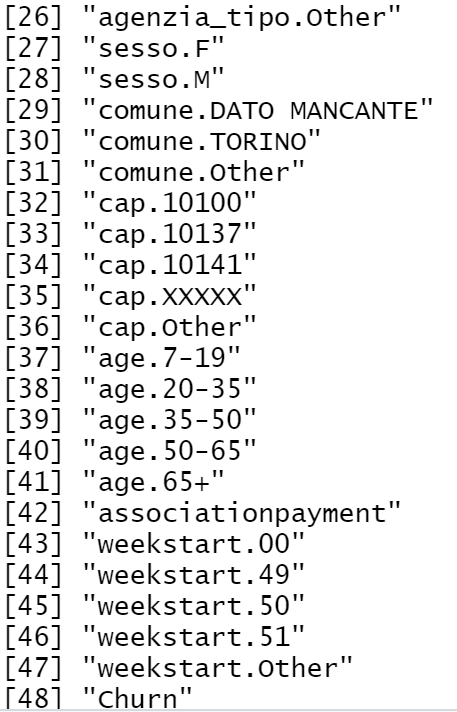 [26] "agenzia_tipo.Other"
[27] "sesso.F"
[28] "sesso.M"
[29] "comune.DATO MANCANTE"
[30] "comune.TORINO"
[31] "comune.Other"
[32] "cap.10100"
[33] "cap.10137"
[34] "cap.10141"
[35] "cap.XXXXX"
[36] "cap.Other"
[37] "age.7-19"
[38] "age.20-35"
[39] "age.35-50"
[40] "age.50-65"
[41] "age.65+"
[42] "associationpayment"
[43] "weekstart.00"
[44] "weekstart.49"
[45] "weekstart.50"
[46] "weekstart.51"
[47] "weekstart.Other"
[48] "Churn"